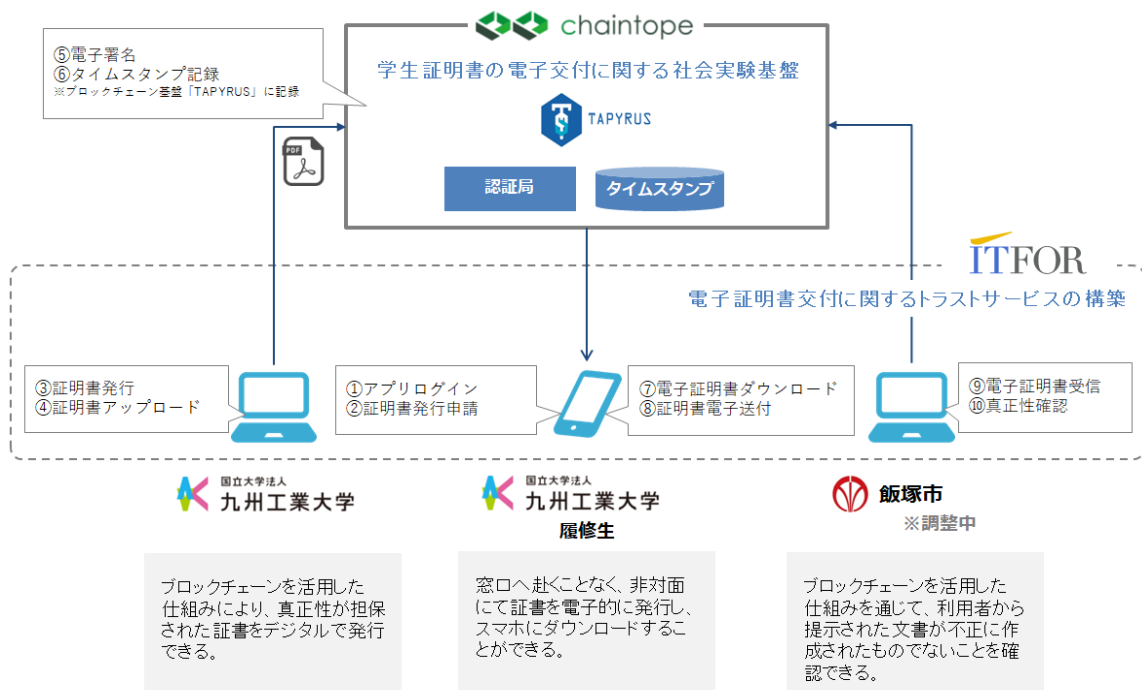 chaintope
⑤電子署名
⑥タイムスタンプ記録
※ブロックチェーン基盤「TAPYRUS」に記録
学生証明書の電子交付に関する社会実験基盤
TAPYRUS
PDF
認証局
タイムスタンプ
ITFOR
電子証明書交付に関するトラストサービスの構築
③証明書発行
④証明書アップロード
①アプリログイン
②証明書発行申請
⑦電子証明書ダウンロード
⑧証明書電子送付
⑨電子証明書受信
⑩真正性確認
国立大学法人
九州工業大学
国立大学法人
九州工業大学
履修生
飯塚市
※調整中
ブロックチェーンを活用した
仕組みにより、真正性が担保
された証書をデジタルで発行
できる。
窓口へ赴くことなく、非対面
にて証書を電子的に発行し、
スマホにダウンロードするこ
とができる。
ブロックチェーンを活用した
仕組みを通じて、利用者から
提示された文書が不正に作
成されたものでないことを確
認できる。